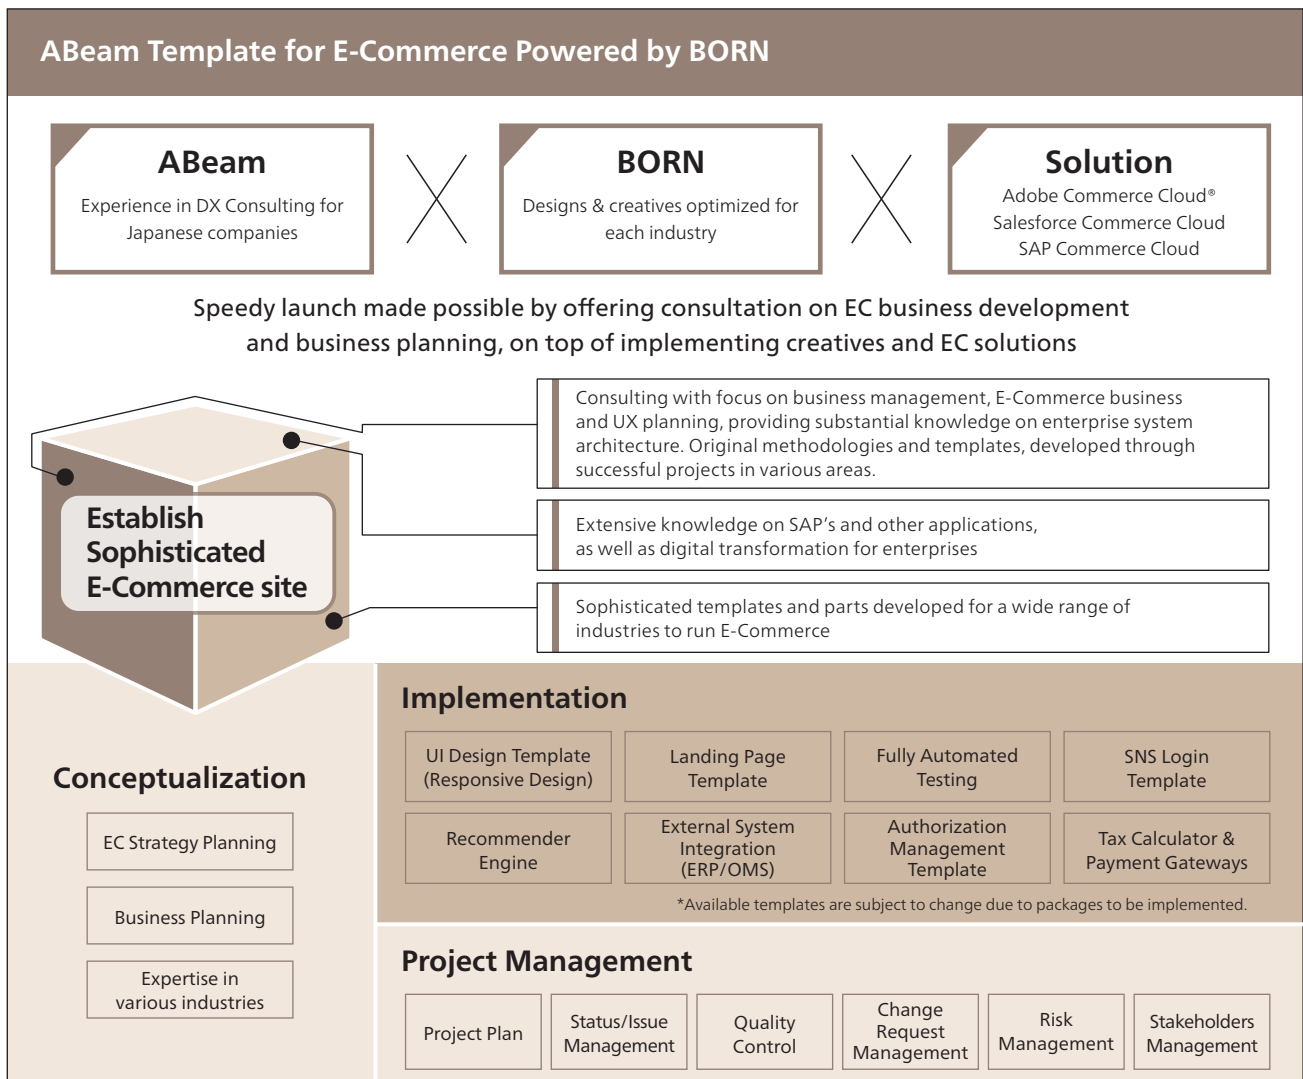 ABeam Template for E-Commerce Powered by BORN
ABeam
Experience in DX Consulting for
Japanese companies
BORN
Designs & creatives optimized for
each industry
Solution
Adobe Commerce Cloud®
Salesforce Commerce Cloud
SAP Commerce Cloud
Speedy launch made possible by offering consultation on EC business development
and business planning, on top of implementing creatives and EC solutions
Establish
Sophisticated
E-Commerce site
Consulting with focus on business management, E-Commerce business
and UX planning, providing substantial knowledge on enterprise system
architecture. Original methodologies and templates, developed through
successful projects in various areas.
Extensive knowledge on SAP's and other applications,
as well as digital transformation for enterprises
Sophisticated templates and parts developed for a wide range of
industries to run E-Commerce
Conceptualization
EC Strategy Planning
Business Planning
Expertise in
various industries
Implementation
UI Design Template
(Responsive Design)
Landing Page
Template
Fully Automated
Testing
SNS Login
Template
Recommender
Engine
External System
Integration
(ERP/OMS)
Authorization
Management
Template
Tax Calculator &
Payment Gateways
*Available templates are subject to change due to packages to be implemented.
Project Management
Project Plan
Status/Issue
Management
Quality
Control
Change
Request
Management
Risk
Management
Stakeholders
Management